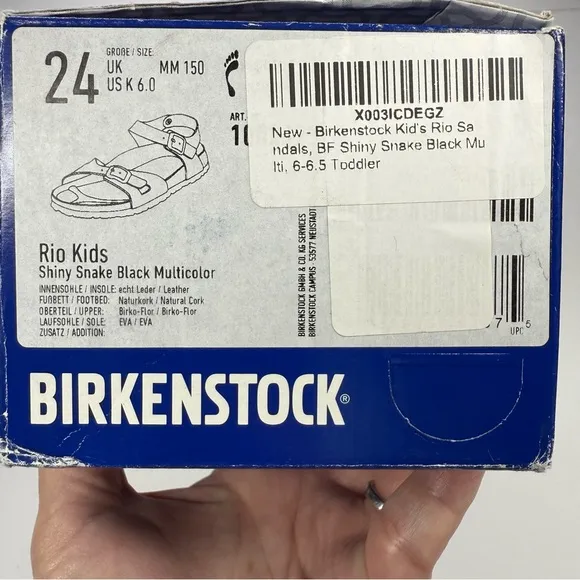 24
GRÖßE / SIZE:
UK
US K 6.0
MM 150
ART.
X003ICDEGZ
New - Birkenstock Kid's Rio Sa
ndals, BF Shiny Snake Black Mu
lti, 6-6.5 Toddler
Rio Kids
Shiny Snake Black Multicolor
INNENSOHLE / INSOLE: echt Leder / Leather
FUßBETT / FOOTBED: Naturkork / Natural Cork
OBERTEIL / UPPER: Birko-Flor / Birko-Flor
LAUFSOHLE / SOLE: EVA / EVA
ZUSATZ / ADDITION:
BIRKENSTOCK GMBH & CO. KG SERVICES
BIRKENSTOCK CAMPUS 53577 NEUSTADT
7 5
UPC
BIRKENSTOCK®